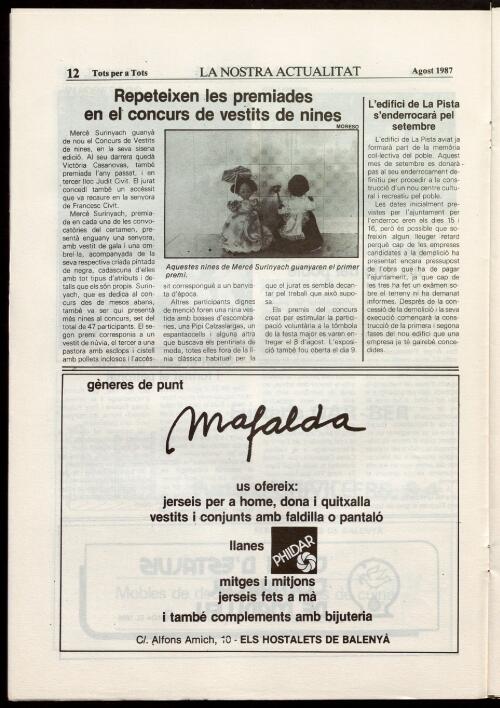 12 Tots per a Tots LA NOSTRA ACTUALITAT Agost 1987
Repeteixen les premiades
en el concurs de vestits de nines
MORESO
Mercè Surinyach guanyà
de nou el Concurs de Vestits
de nines, en la seva sisena
edició. Al seu darrera quedà
Victòria Casanovas, també
premiada l'any passat, i en
tercer lloc Judit Civit. El jurat
concedí també un accèssit
que va recaure en la senyora
de Francesc Civit.
Mercè Surinyach, premia-
da en cada una de les convo-
catòries del certamen, pre-
sentà enguany una senyora,
amb vestit de gala i una om-
brel·la, acompanyada de la
seva respectiva criada pintada
de negra, cadascuna d'elles
amb tot tipus d'atributs i de-
talls que els són propis. Surin-
yach, que es dedica al con-
curs des de mesos abans,
també va ser qui presentà
més nines al concurs, set del
total de 47 participants. El se-
gon premi corresponia a un
vestit de núvia, el tercer a una
pastora amb esclops i cistell
amb pollets inclosos i l'accès-
Aquestes nines de Mercè Surinyach guanyaren el primer
premi.
sit corresponguè a un banyis-
ta d'època.
Altres participants dignes
de menció foren una nina ves-
tida amb bosses d'escombra-
ries, una Pipi Calzaslargas, un
espantaocells i alguna altra
que buscava els pentinats de
moda, totes elles fora de la lí-
nia clàssica habitual per la
que el jurat es sembla decan-
tar pel treball que això supo-
sa.
Els premis del concurs
creat per estimular la partici-
pació voluntària a la tómbola
de la festa major es varen en-
tregar el 8 d'agost. L'exposi-
ció també fou oberta el dia 9.
L'edifici de La Pista
s'enderrocarà pel
setembre
L'edifici de La Pista aviat ja
formarà part de la memòria
col·lectiva del poble. Aquest
mes de setembre es donarà
pas al seu enderrocament de-
finitiu per procedir a la cons-
trucció d'un nou centre cultu-
ral i recreatiu pel poble.
Les dates inicialment pre-
vistes per l'ajuntament per
l'enderroc eren els dies 15 i
16, però és possible que so-
freixin algun lleuger retard
perquè cap de les empreses
candidates a la demolició ha
presentat encara pressupost
de l'obra que ha de pagar
l'ajuntament, ja que cap de
les tres ha fet un exàmen so-
bre el terreny ni ha demanat
informes. Després de la con-
cessió de la demolició i la seva
execució començarà la cons-
trucció de la primera i segona
fases del nou edifici que una
empresa ja té gairebé conce-
dides.
gèneres de punt
Mafalda
us ofereix:
jerseis per a home, dona i quitxalla
vestits i conjunts amb faldilla o pantaló
llanes PHILDAR
mitges i mitjons
jerseis fets a mà
i també complements amb bijuteria
C/. Alfons Amich, 10 - ELS HOSTALETS DE BALENYÀ